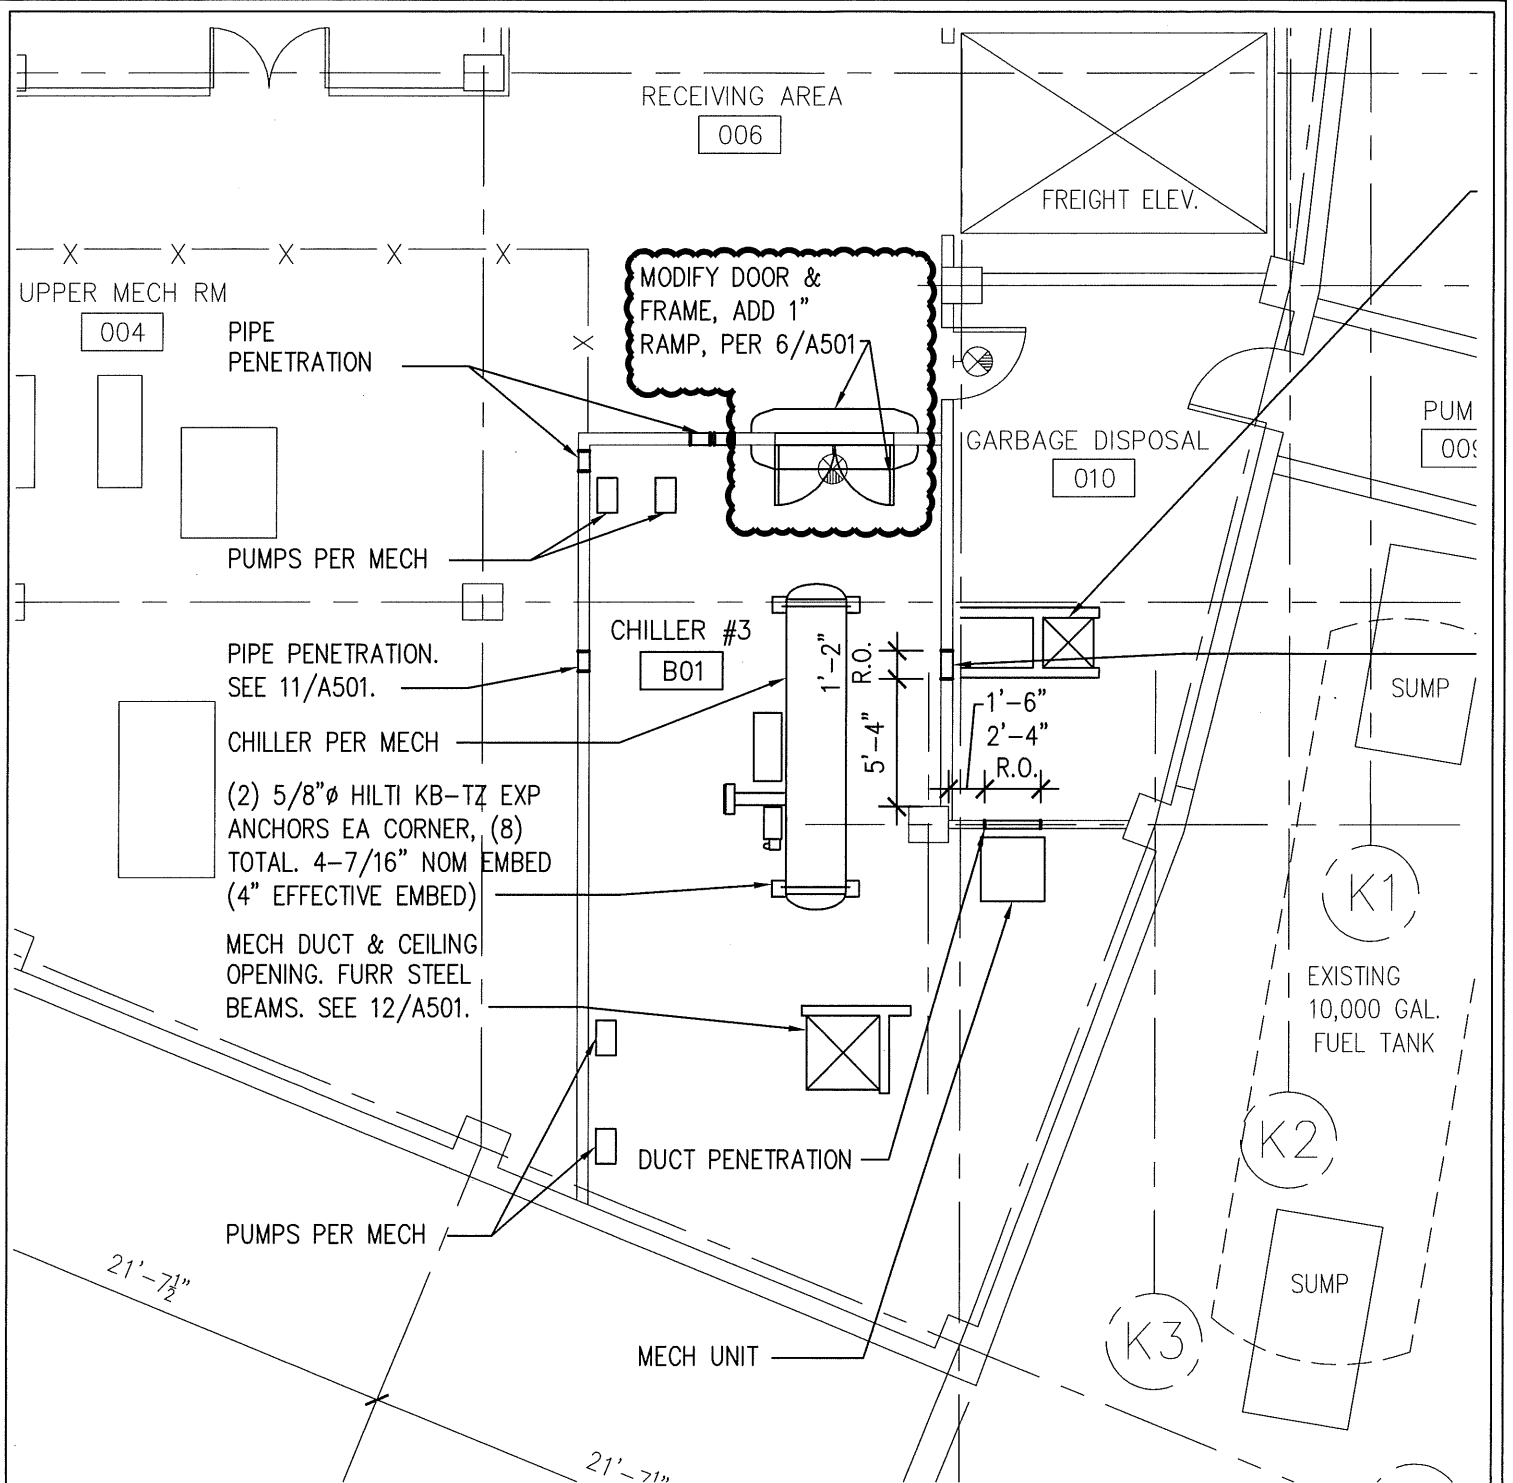 RECEIVING AREA
006
FREIGHT ELEV.
X X X X X
UPPER MECH RM
004
PIPE
PENETRATION
X
MODIFY DOOR &
FRAME, ADD 1"
RAMP, PER 6/A501
GARBAGE DISPOSAL
010
PUM
009
PUMPS PER MECH
CHILLER #3
B01
PIPE PENETRATION.
SEE 11/A501.
1'-2"
R.O.
5'-4"
1'-6"
2'-4"
R.O.
SUMP
CHILLER PER MECH
(2) 5/8"ø HILTI KB-TZ EXP
ANCHORS EA CORNER, (8)
TOTAL. 4-7/16" NOM EMBED
(4" EFFECTIVE EMBED)
MECH DUCT & CEILING
OPENING. FURR STEEL
BEAMS. SEE 12/A501.
K1
EXISTING
10,000 GAL.
FUEL TANK
K2
DUCT PENETRATION
PUMPS PER MECH
21'-7½"
SUMP
K3
MECH UNIT
21'-7½"